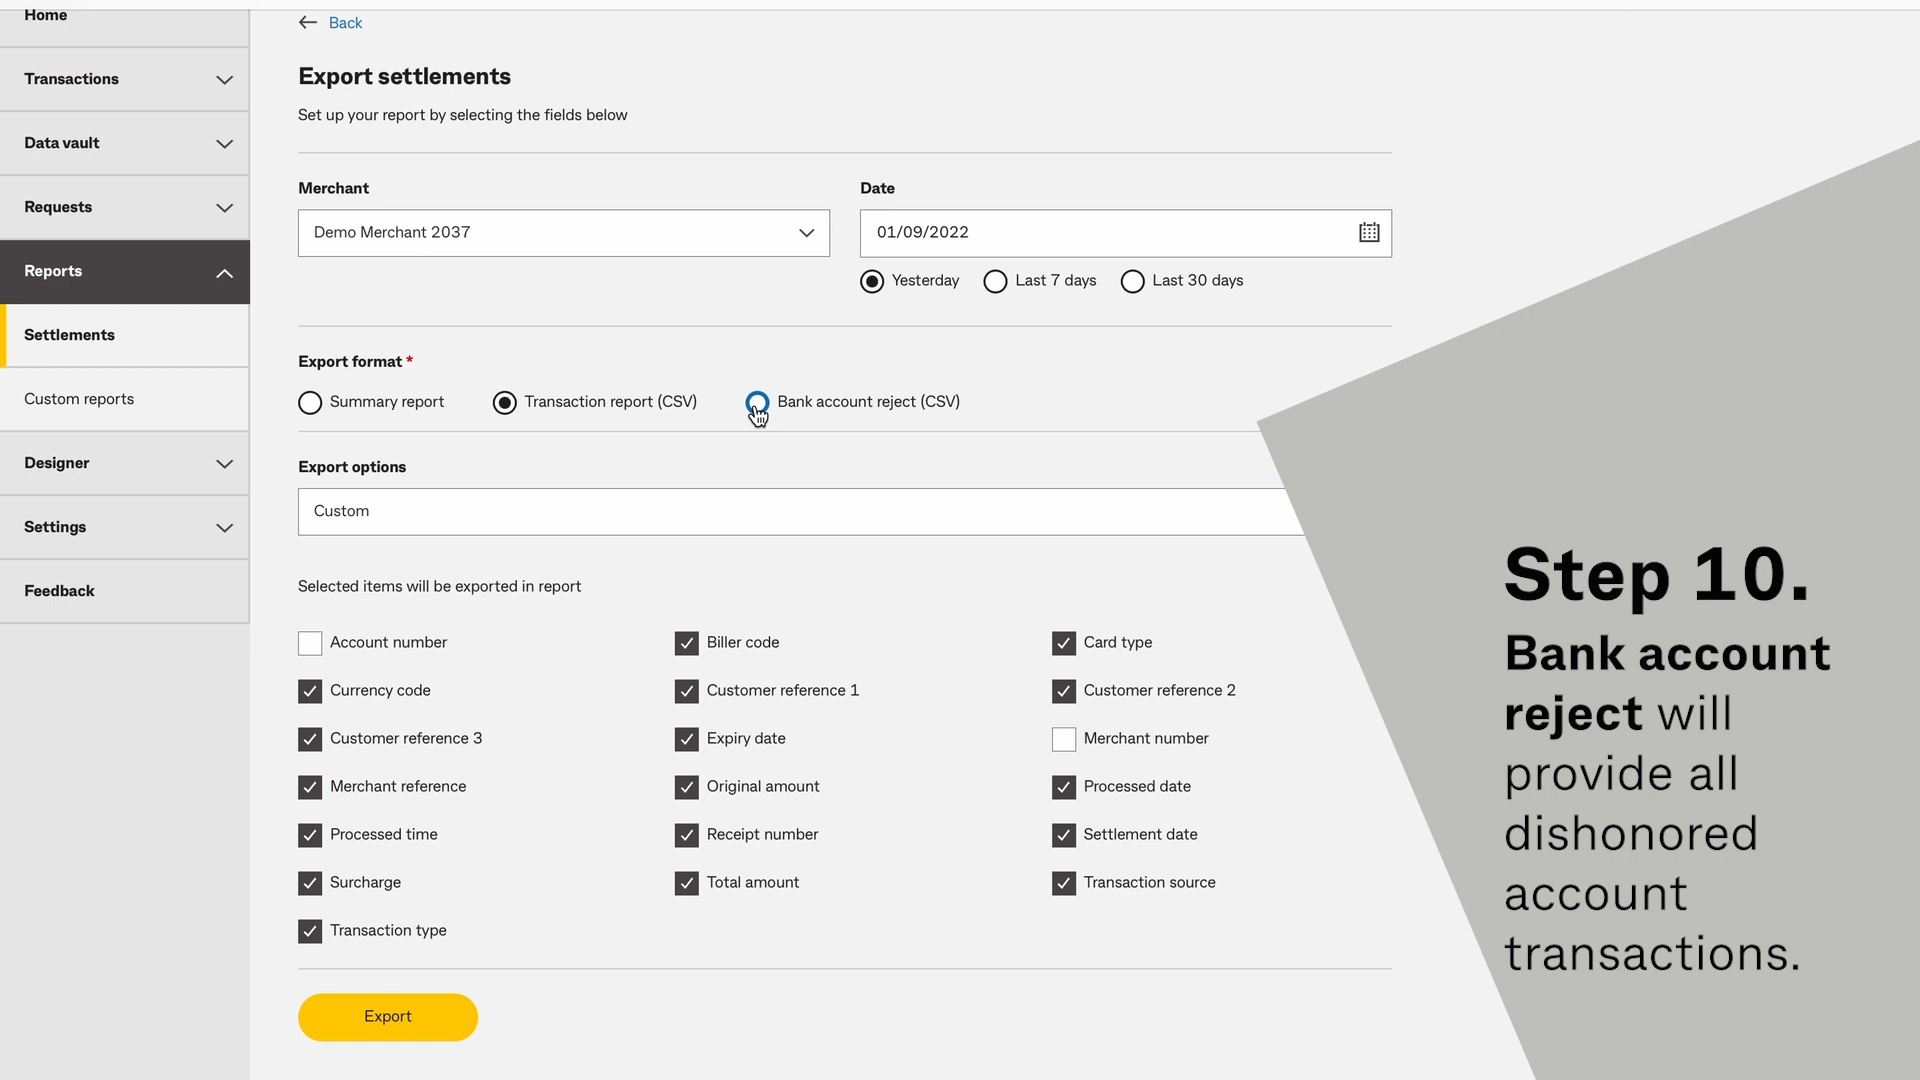 Home
Transactions
Data vault
Requests
Reports
Settlements
Custom reports
Designer
Settings
Feedback
Back
Export settlements
Set up your report by selecting the fields below
Merchant
Demo Merchant 2037
Date
01/09/2022
Yesterday
Last 7 days
Last 30 days
Export format *
Summary report
Transaction report (CSV)
Bank account reject (CSV)
Export options
Custom
Selected items will be exported in report
Account number
Biller code
Card type
Currency code
Customer reference 1
Customer reference 2
Customer reference 3
Expiry date
Merchant number
Merchant reference
Original amount
Processed date
Processed time
Receipt number
Settlement date
Surcharge
Total amount
Transaction source
Transaction type
Export
Step 10.
Bank account
reject will
provide all
dishonored
account
transactions.